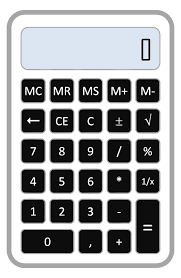 0
MC MR MS M+ M-
← CE C ± √
7 8 9 / %
4 5 6 * 1/x
1 2 3 - =
0 , +